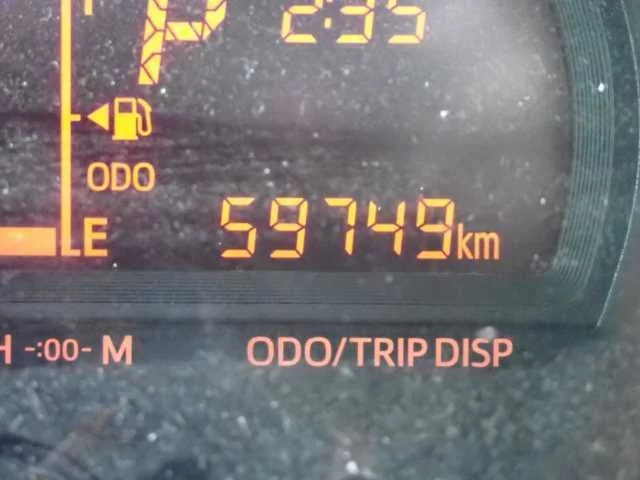 P 2:35
ODO
E 59749km
H -:00- M ODO/TRIP DISP